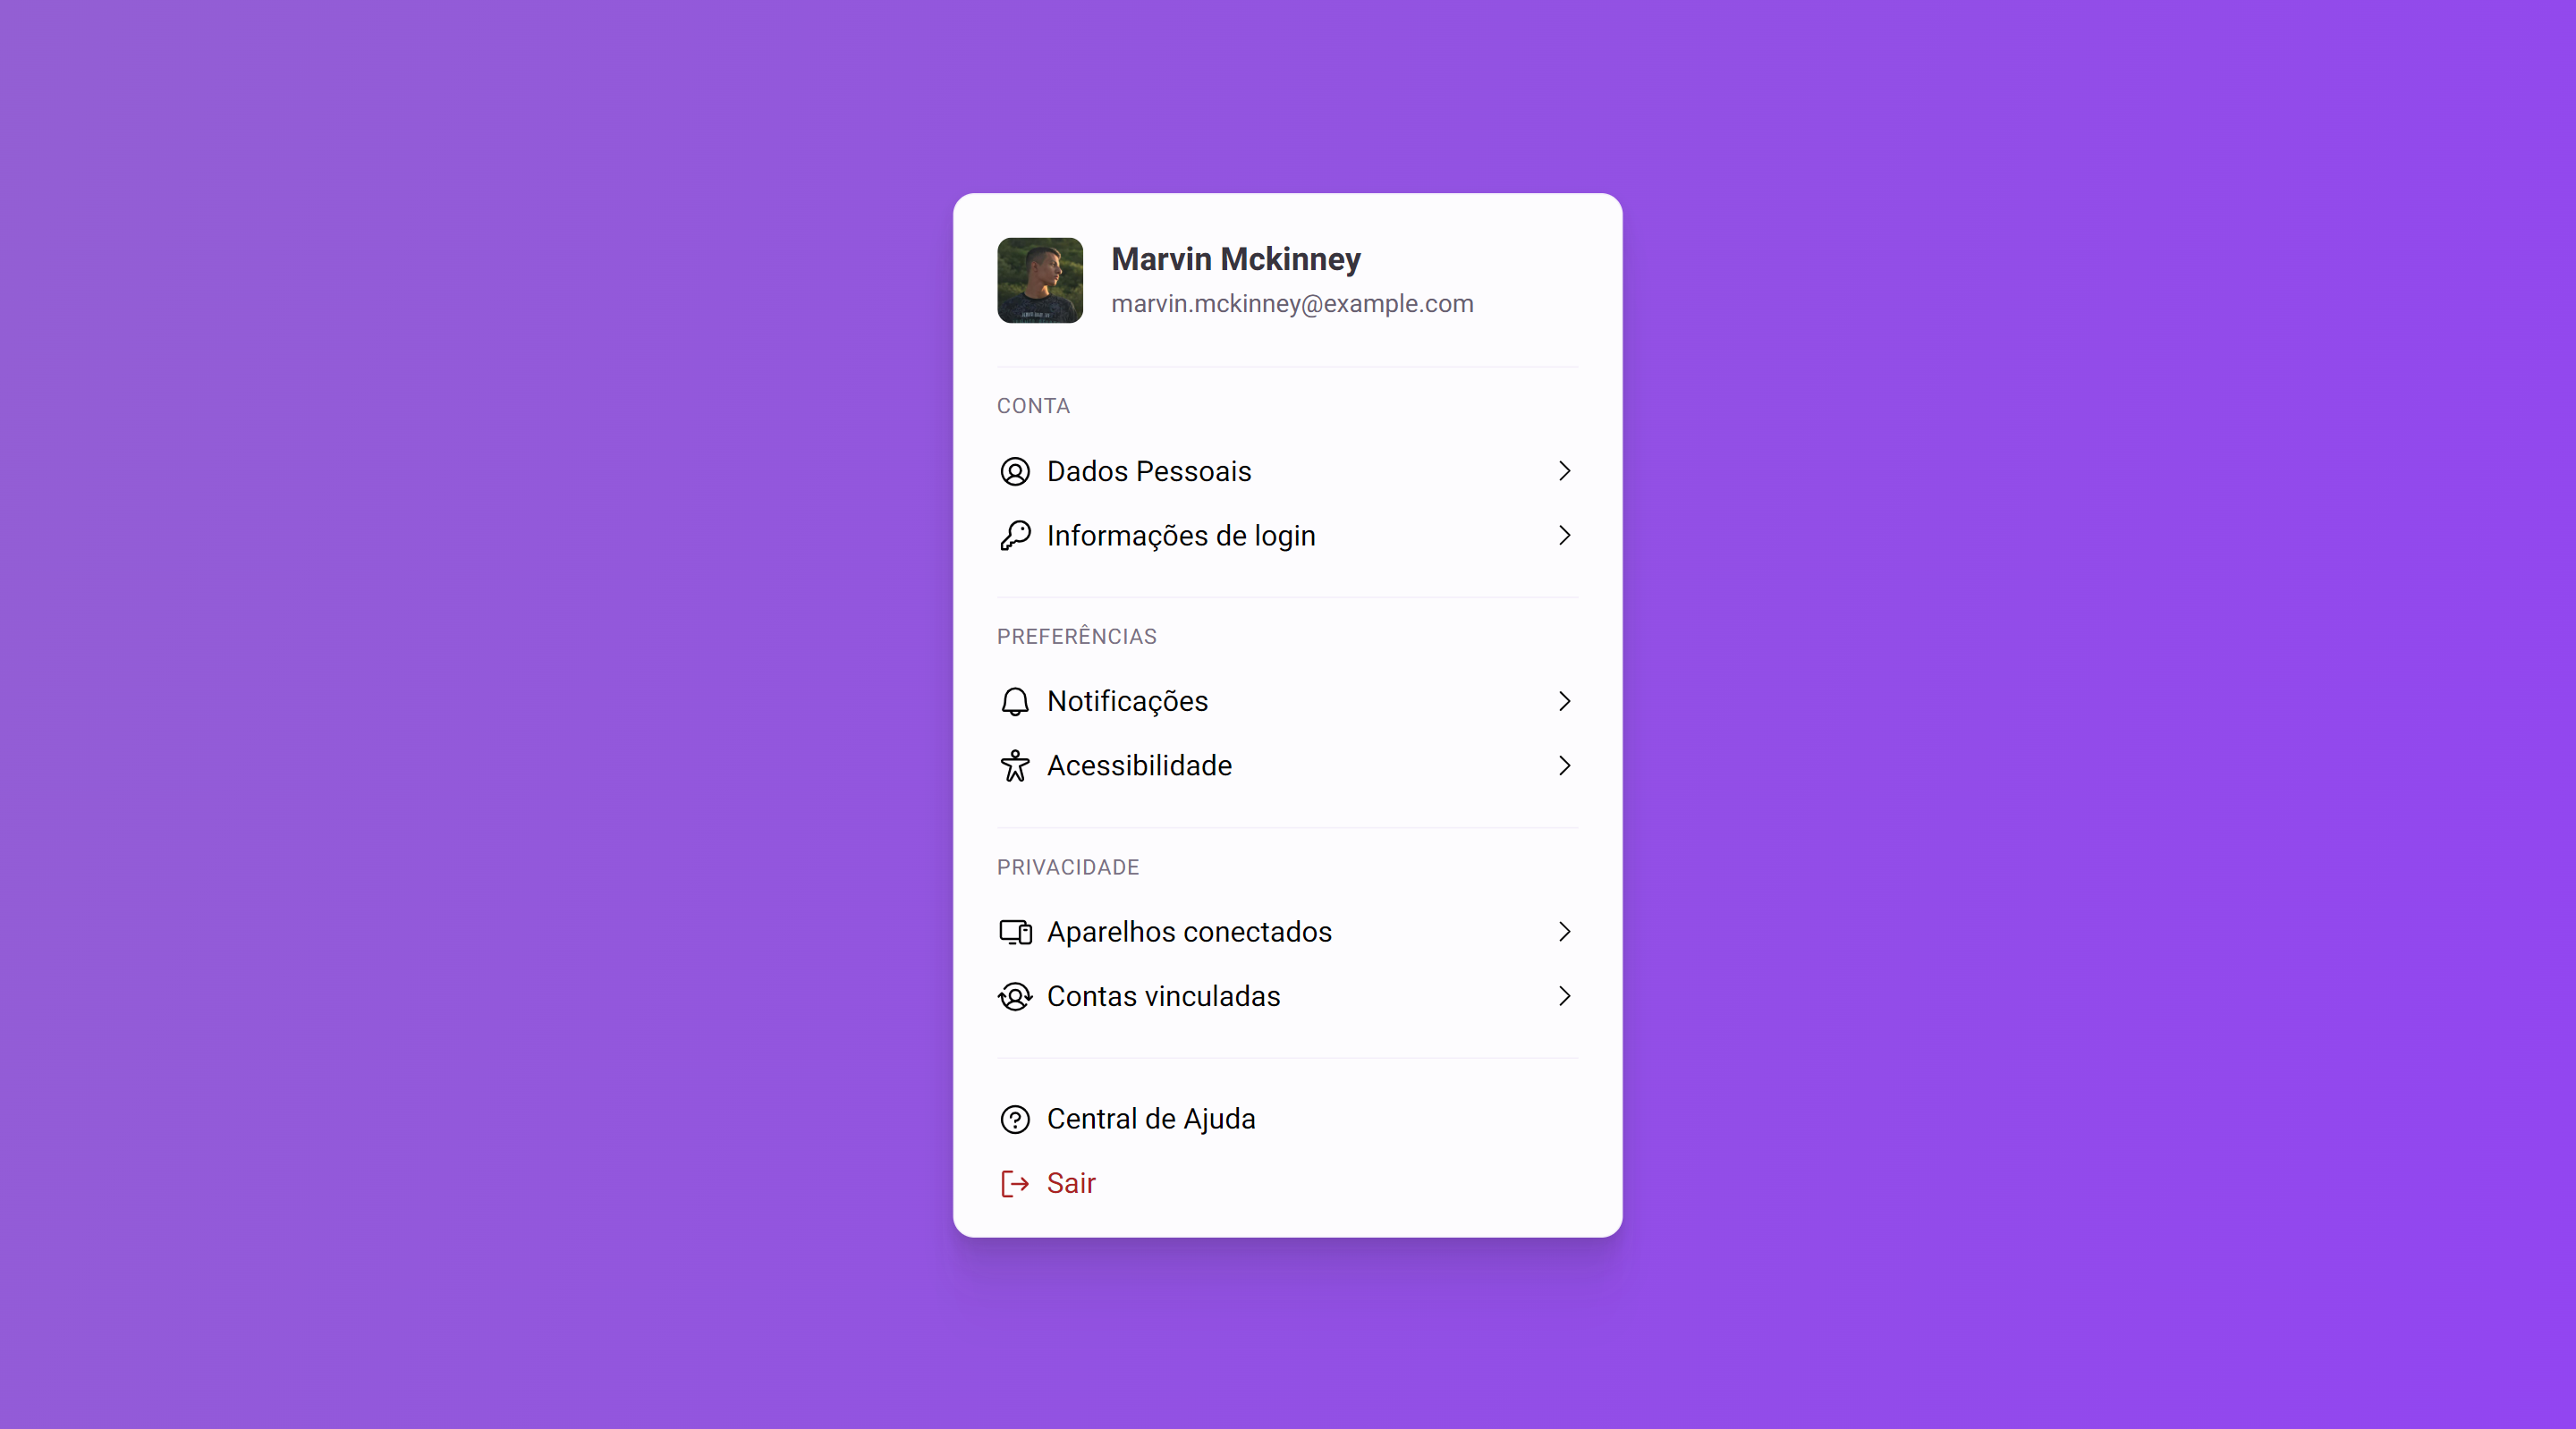 Marvin Mckinney
marvin.mckinney@example.com
CONTA
Dados Pessoais
Informações de login
PREFERÊNCIAS
Notificações
Acessibilidade
PRIVACIDADE
Aparelhos conectados
Contas vinculadas
Central de Ajuda
Sair